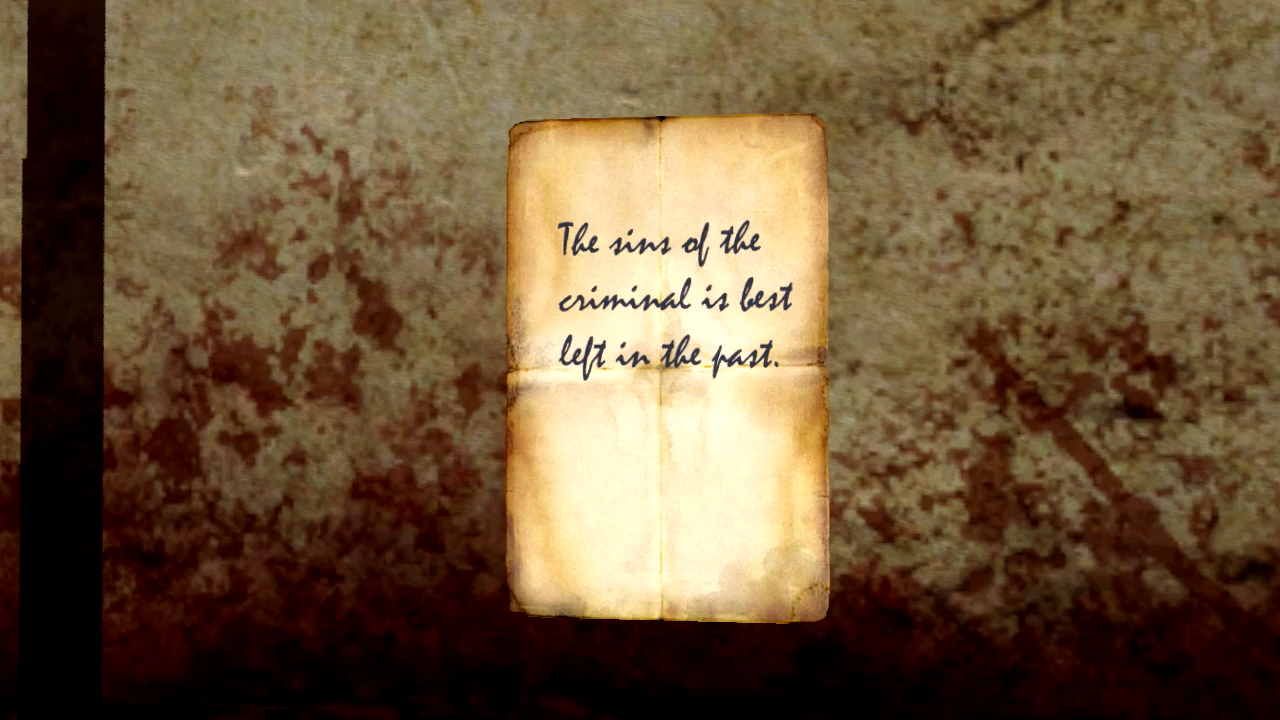 The sins of the
criminal is best
left in the past.